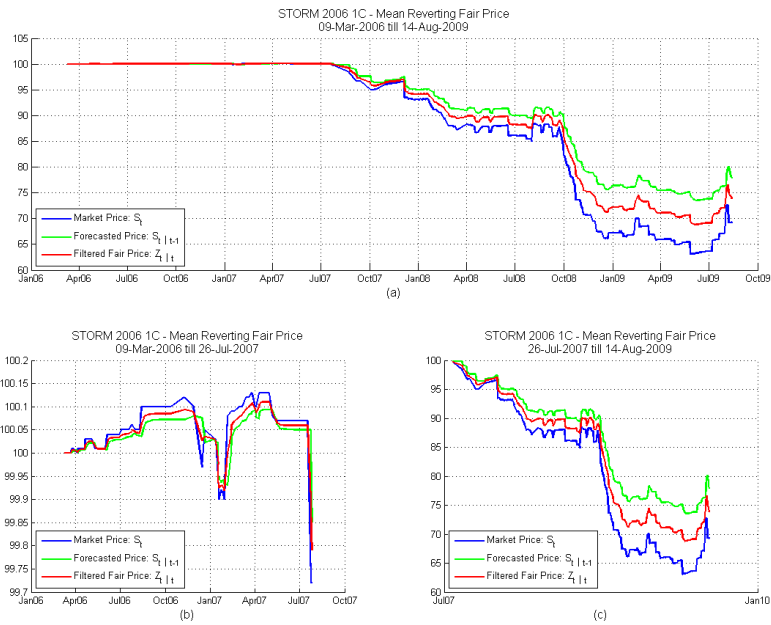 STORM 2006 1C - Mean Reverting Fair Price
09-Mar-2006 till 14-Aug-2009
105
100
95
90
85
80
75
70
65
60
Market Price: St
Forecasted Price: St | t-1
Filtered Fair Price: Zt | t
Jan06 Apr06 Jul06 Oct06 Jan07 Apr07 Jul07 Oct07 Jan08 Apr08 Jul08 Oct08 Jan09 Apr09 Jul09 Oct09
(a)
STORM 2006 1C - Mean Reverting Fair Price
09-Mar-2006 till 26-Jul-2007
100.2
100.15
100.1
100.05
100
99.95
99.9
99.85
99.8
99.75
99.7
Market Price: St
Forecasted Price: St | t-1
Filtered Fair Price: Zt | t
Jan06 Apr06 Jul06 Oct06 Jan07 Apr07 Jul07 Oct07
(b)
STORM 2006 1C - Mean Reverting Fair Price
26-Jul-2007 till 14-Aug-2009
100
95
90
85
80
75
70
65
60
Market Price: St
Forecasted Price: St | t-1
Filtered Fair Price: Zt | t
Jul07 Jan10
(c)